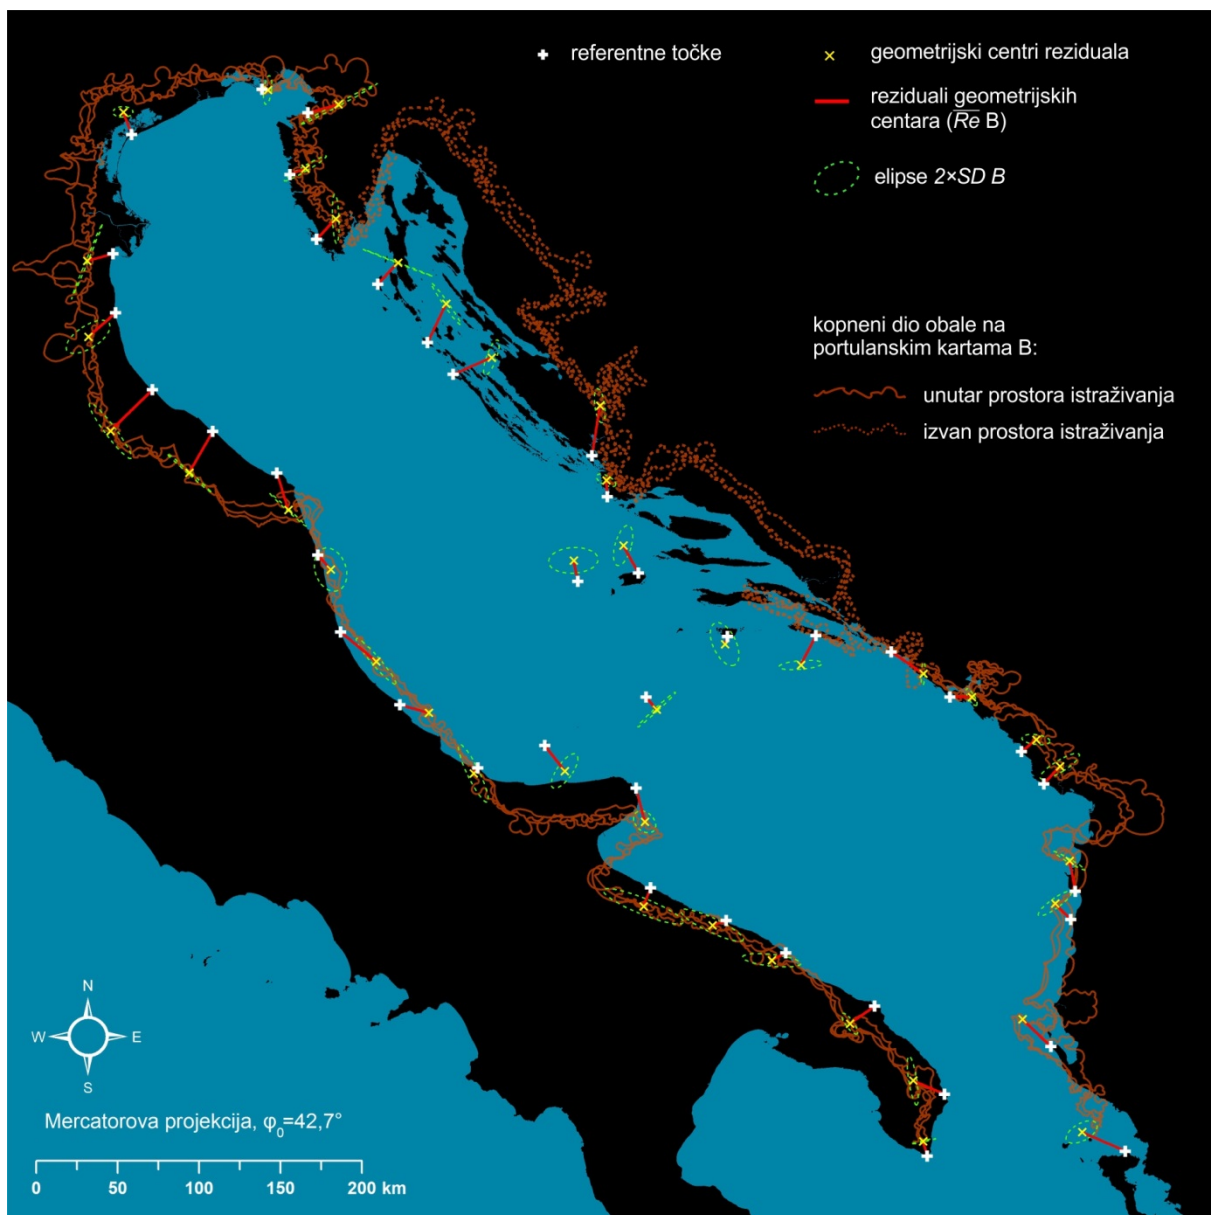 referentne točke
geometrijski centri reziduala
reziduali geometrijskih
centara (R̅e̅ B)
elipse 2×SD B
kopneni dio obale na
portulanskim kartama B:
unutar prostora istraživanja
izvan prostora istraživanja
N
W
E
S
Mercatorova projekcija, φ₀=42,7°
0 50 100 150 200 km